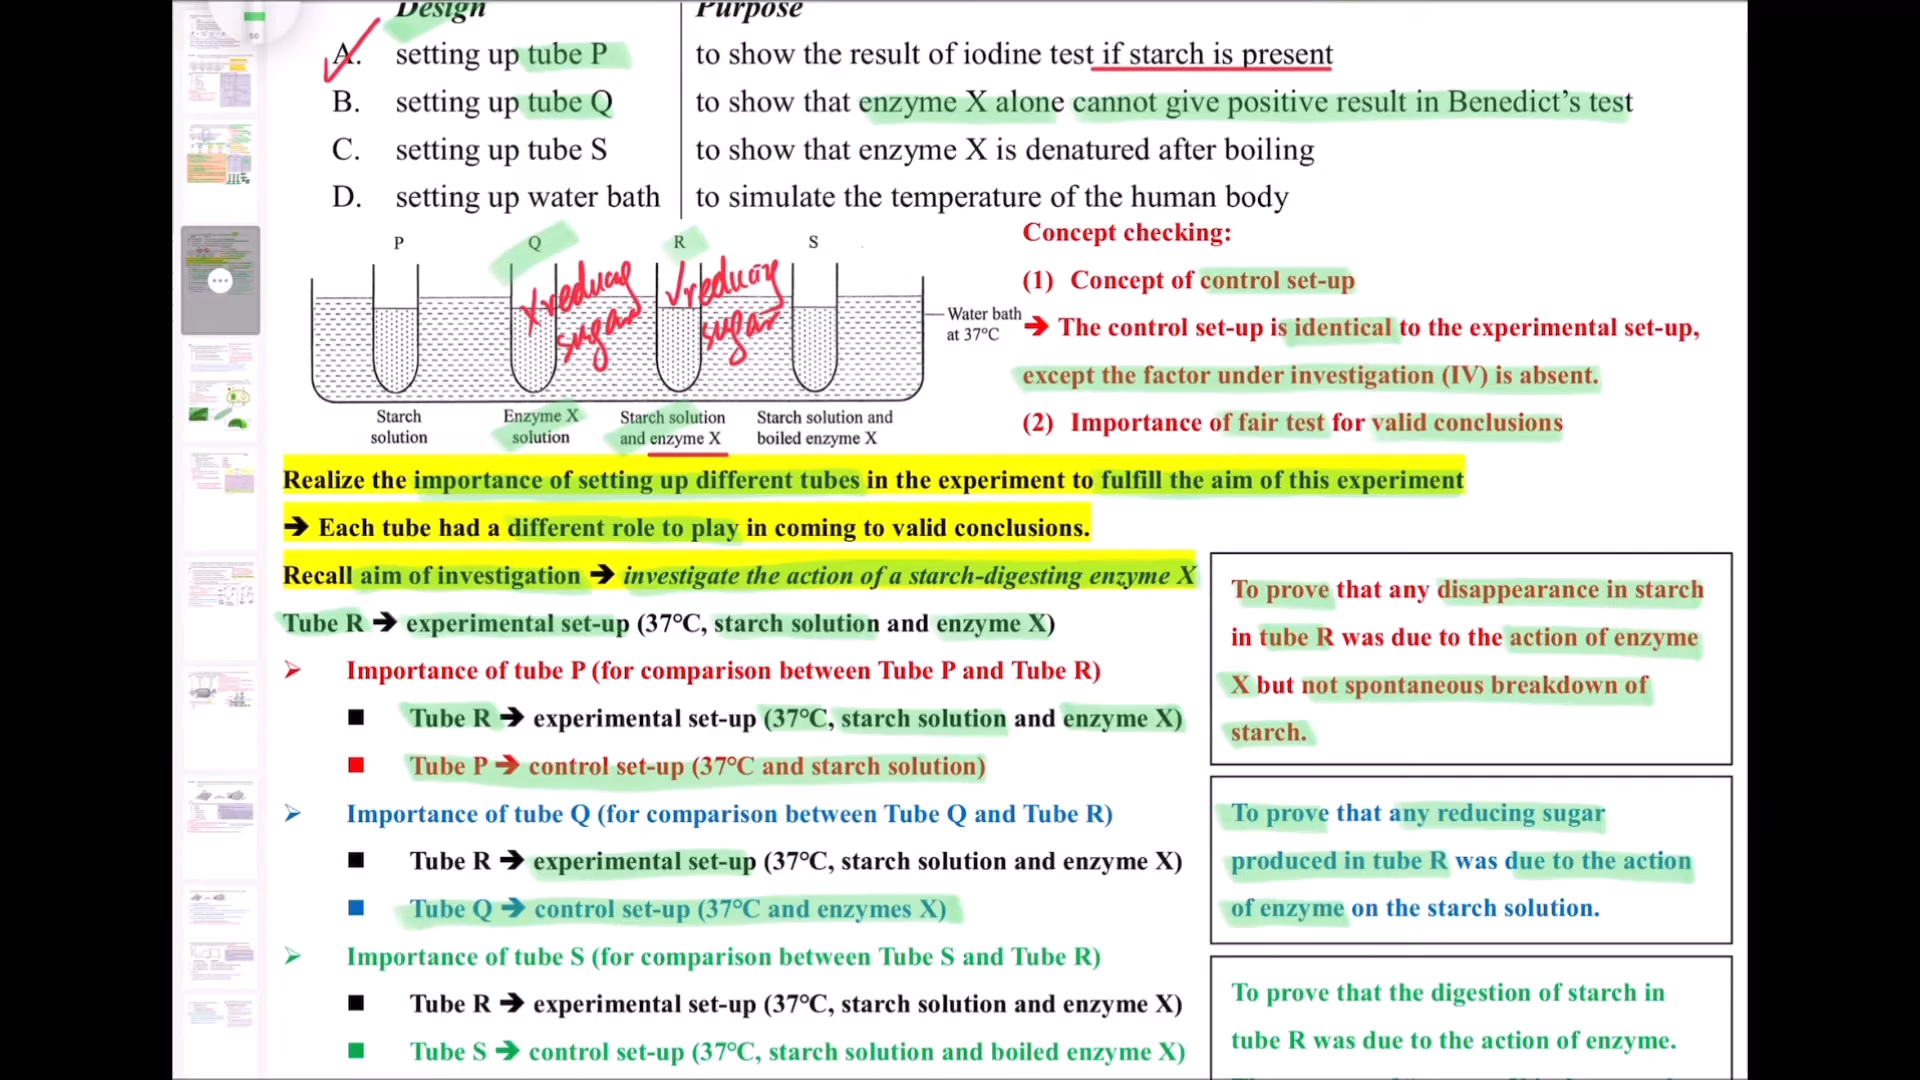 Design Purpose
A. setting up tube P to show the result of iodine test if starch is present
B. setting up tube Q to show that enzyme X alone cannot give positive result in Benedict's test
C. setting up tube S to show that enzyme X is denatured after boiling
D. setting up water bath to simulate the temperature of the human body
P Q R S
X reducing sugar
√ reducing sugar
Water bath
at 37°C
Starch
solution
Enzyme X
solution
Starch solution
and enzyme X
Starch solution and
boiled enzyme X
Concept checking:
(1) Concept of control set-up
➔ The control set-up is identical to the experimental set-up,
except the factor under investigation (IV) is absent.
(2) Importance of fair test for valid conclusions
Realize the importance of setting up different tubes in the experiment to fulfill the aim of this experiment
➔ Each tube had a different role to play in coming to valid conclusions.
Recall aim of investigation ➔ investigate the action of a starch-digesting enzyme X
Tube R ➔ experimental set-up (37°C, starch solution and enzyme X)
➢ Importance of tube P (for comparison between Tube P and Tube R)
■ Tube R ➔ experimental set-up (37°C, starch solution and enzyme X)
■ Tube P ➔ control set-up (37°C and starch solution)
➢ Importance of tube Q (for comparison between Tube Q and Tube R)
■ Tube R ➔ experimental set-up (37°C, starch solution and enzyme X)
■ Tube Q ➔ control set-up (37°C and enzymes X)
➢ Importance of tube S (for comparison between Tube S and Tube R)
■ Tube R ➔ experimental set-up (37°C, starch solution and enzyme X)
■ Tube S ➔ control set-up (37°C, starch solution and boiled enzyme X)
To prove that any disappearance in starch
in tube R was due to the action of enzyme
X but not spontaneous breakdown of
starch.
To prove that any reducing sugar
produced in tube R was due to the action
of enzyme on the starch solution.
To prove that the digestion of starch in
tube R was due to the action of enzyme.
50